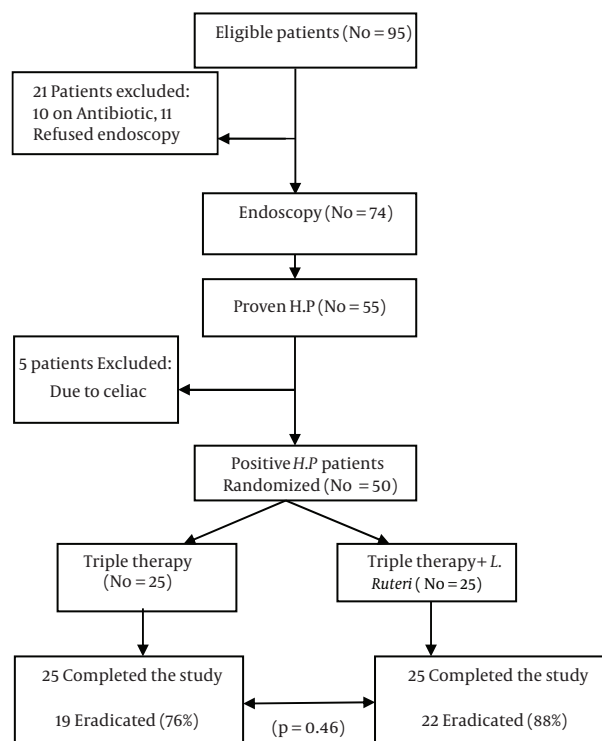 Eligible patients (No = 95)
21 Patients excluded:
10 on Antibiotic, 11
Refused endoscopy
Endoscopy (No = 74)
Proven H.P (No = 55)
5 patients Excluded:
Due to celiac
Positive H.P patients
Randomized (No = 50)
Triple therapy
(No = 25)
Triple therapy+ L.
Ruteri ( No = 25)
25 Completed the study
19 Eradicated (76%)
(p = 0.46)
25 Completed the study
22 Eradicated (88%)